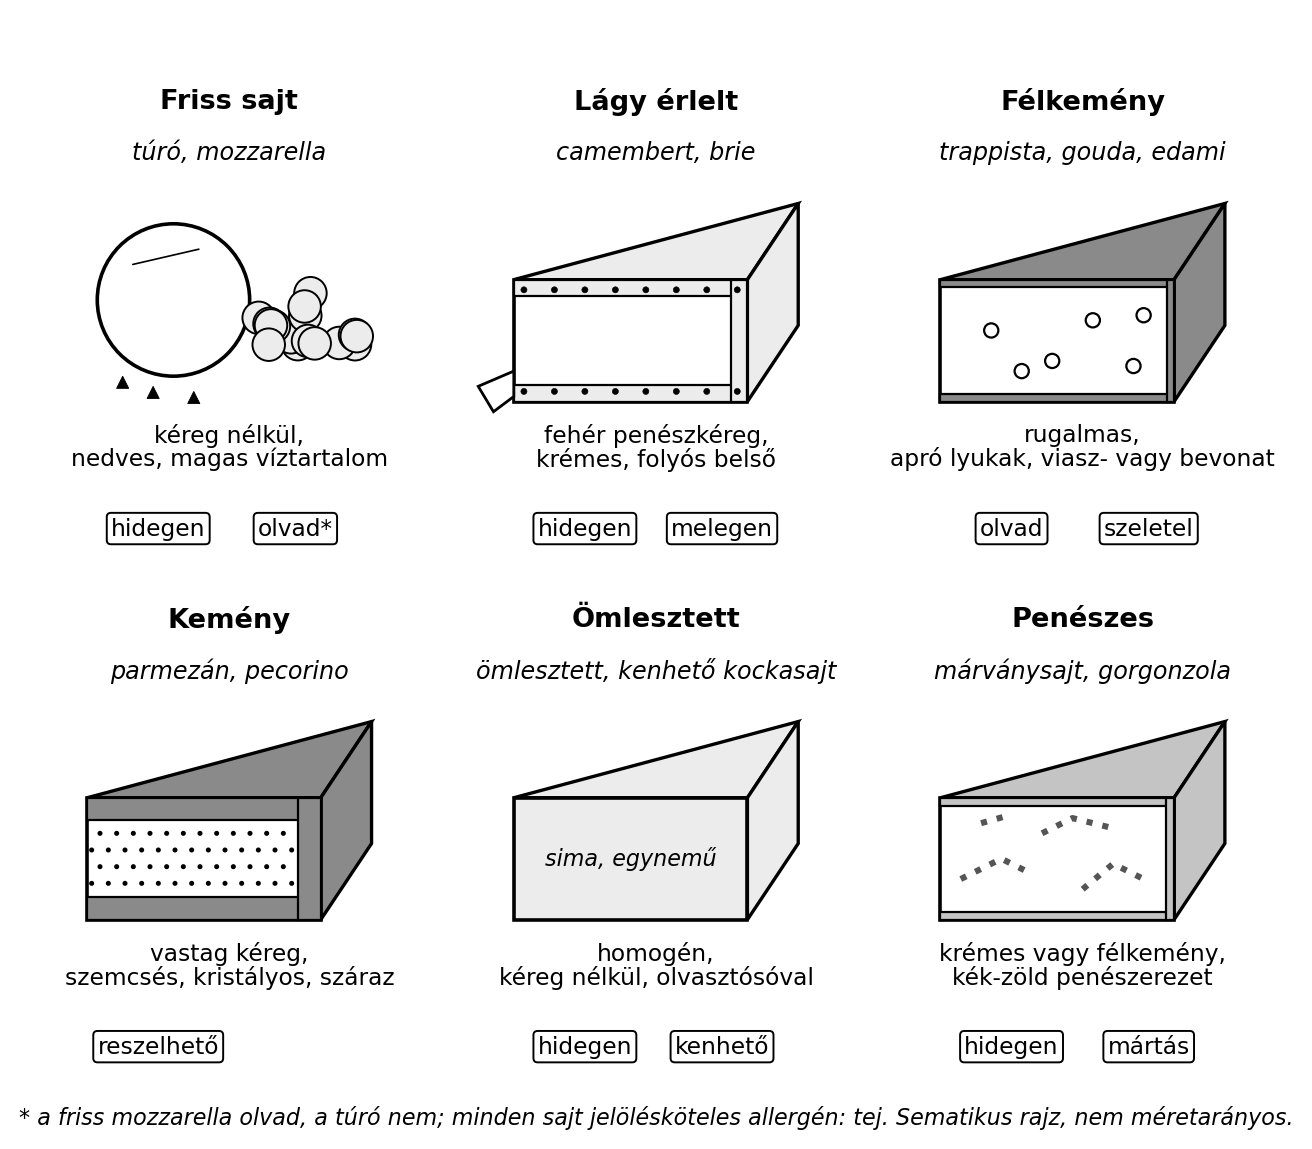 Friss sajt
túró, mozzarella
kéreg nélkül,
nedves, magas víztartalom
hidegen olvad*
Lágy érlelt
camembert, brie
fehér penészkéreg,
krémes, folyós belső
hidegen melegen
Félkemény
trappista, gouda, edami
rugalmas,
apró lyukak, viasz- vagy bevonat
olvad szeletel
Kemény
parmezán, pecorino
vastag kéreg,
szemcsés, kristályos, száraz
reszelhető
Ömlesztett
ömlesztett, kenhető kockasajt
sima, egynemű
homogén,
kéreg nélkül, olvasztósóval
hidegen kenhető
Penészes
márványsajt, gorgonzola
krémes vagy félkemény,
kék-zöld penészerezet
hidegen mártás
* a friss mozzarella olvad, a túró nem; minden sajt jelölésköteles allergén: tej. Sematikus rajz, nem méretarányos.